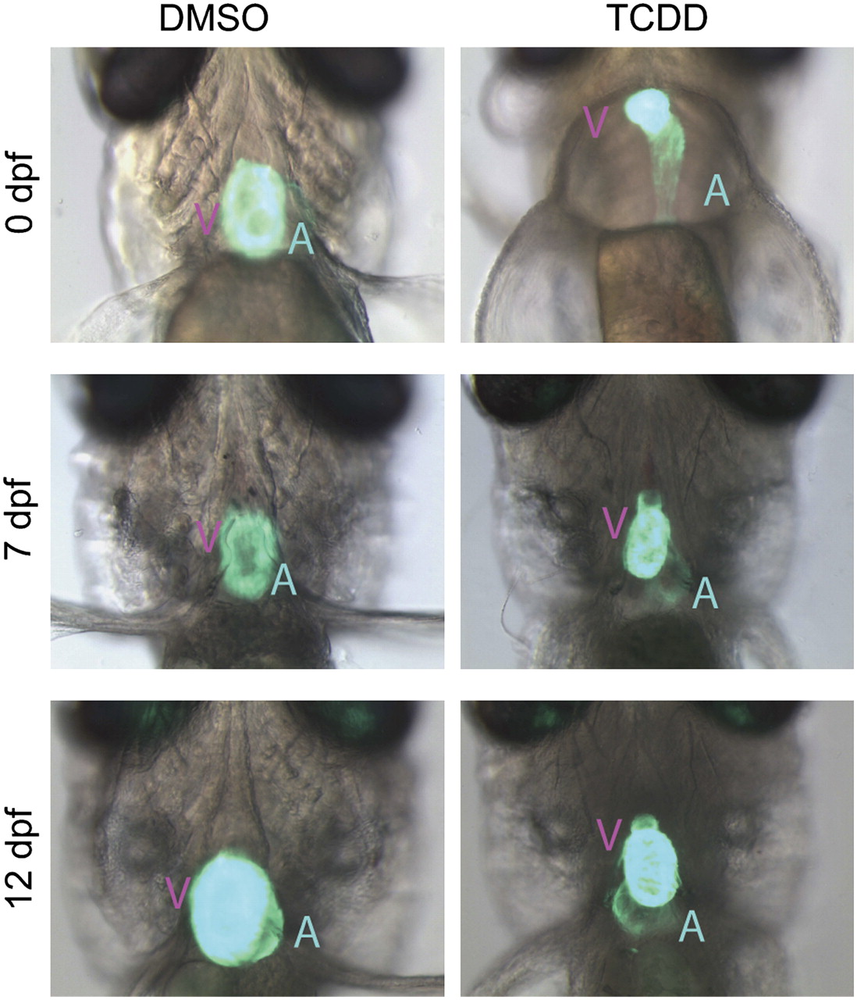 DMSO TCDD
0 dpf
V A
V A
7 dpf
V A
V A
12 dpf
V A
V A